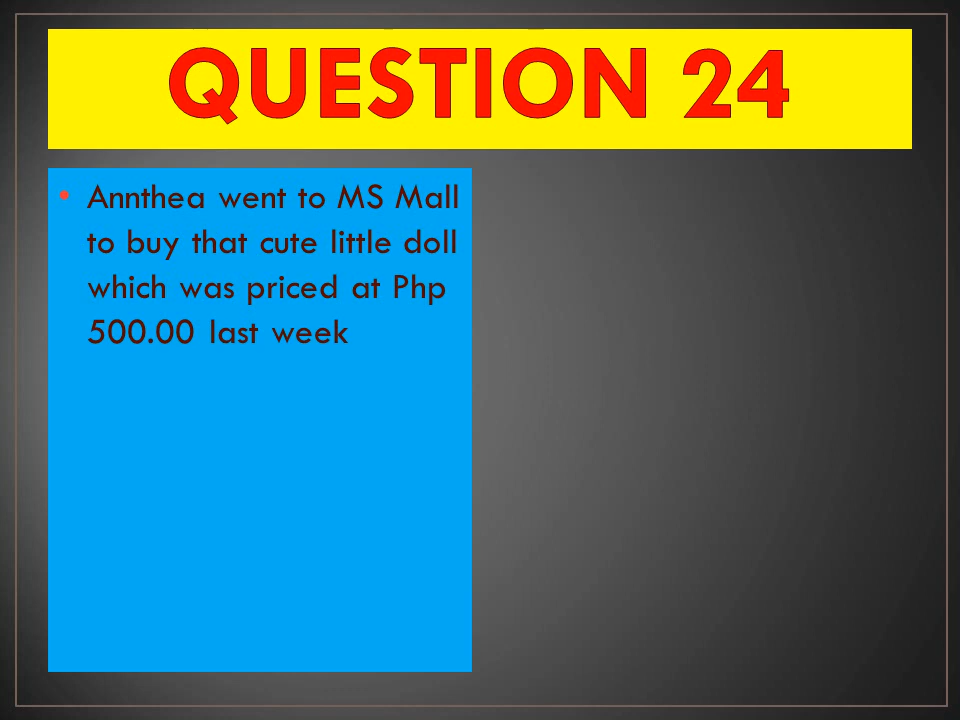 QUESTION 24
• Annthea went to MS Mall
to buy that cute little doll
which was priced at Php
500.00 last week